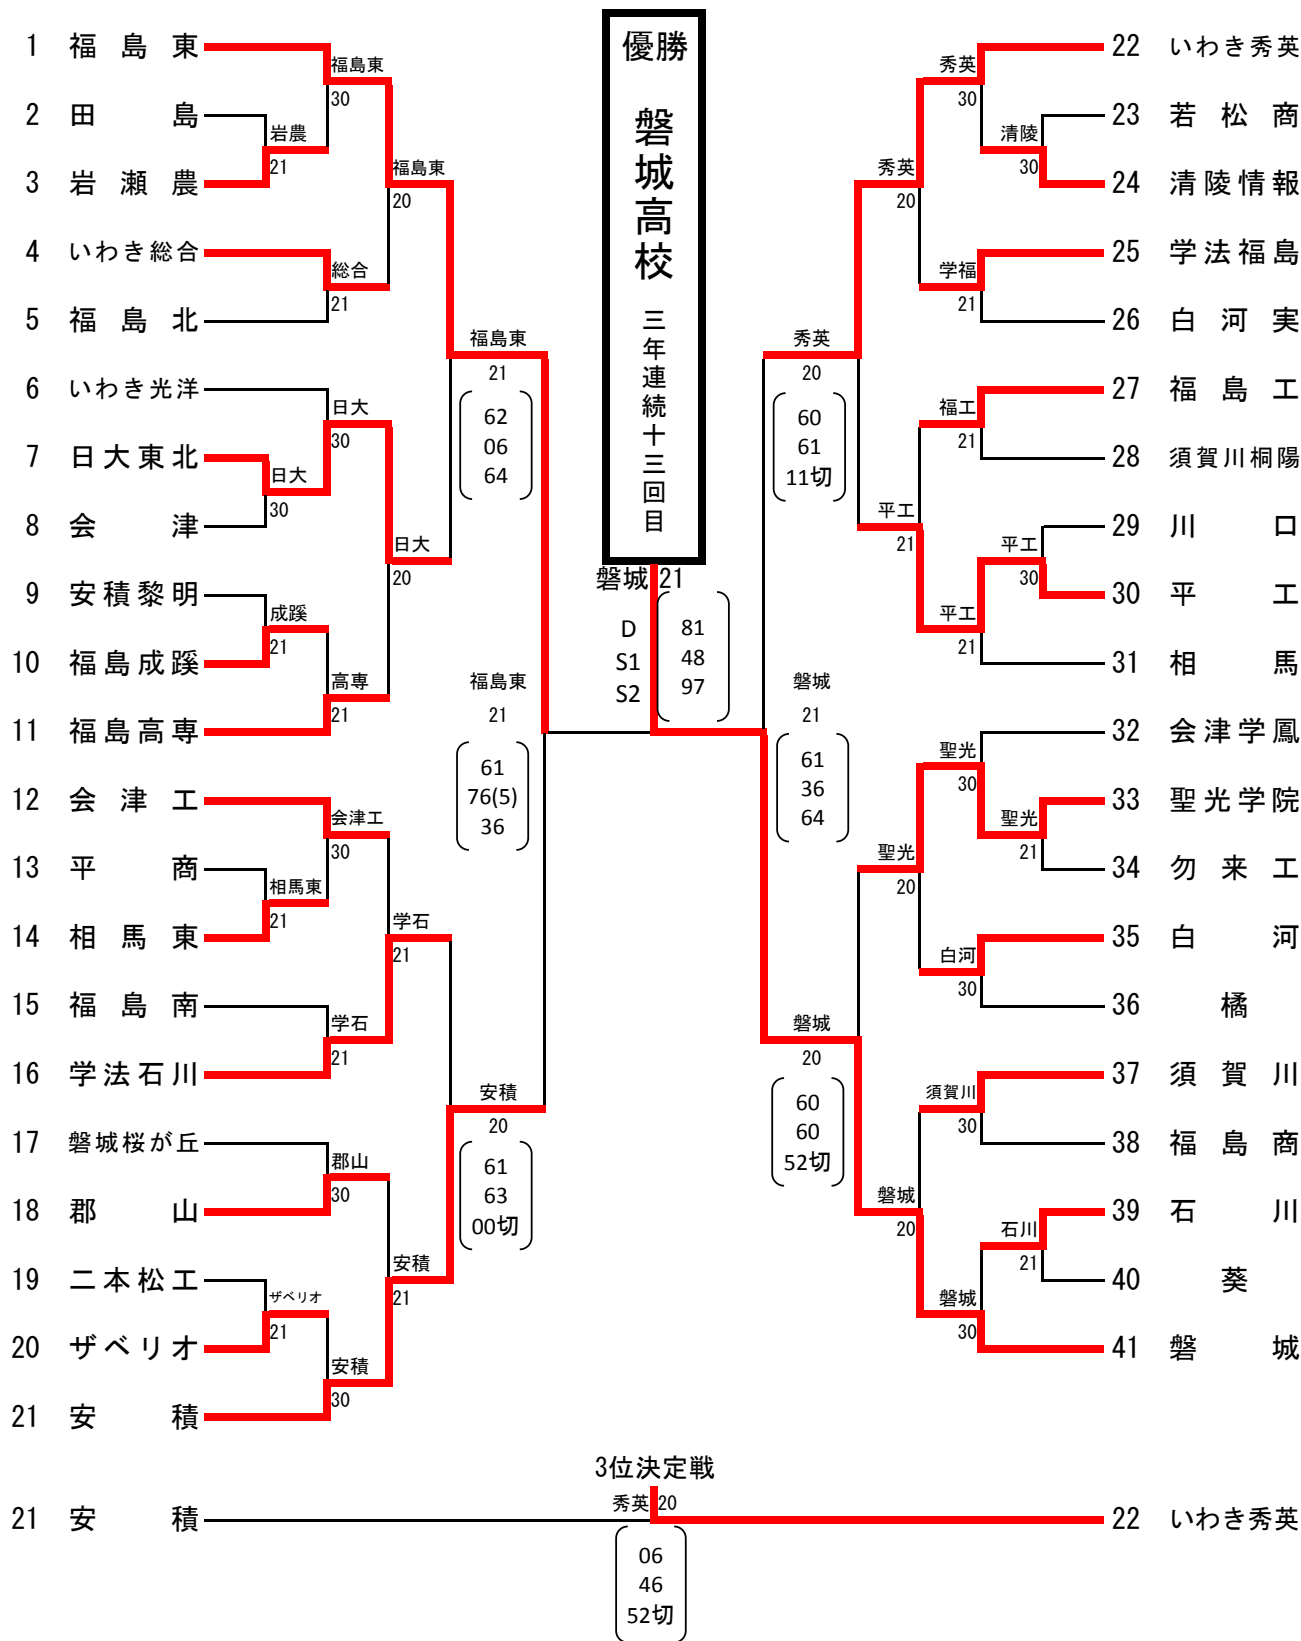 優勝
磐城高校
三年連続十三回目
磐城 21
D 81
S1 48
S2 97
1 福島東
2 田島
3 岩瀬農
4 いわき総合
5 福島北
6 いわき光洋
7 日大東北
8 会津
9 安積黎明
10 福島成蹊
11 福島高専
12 会津工
13 平商
14 相馬東
15 福島南
16 学法石川
17 磐城桜が丘
18 郡山
19 二本松工
20 ザベリオ
21 安積
岩農
21
日大
30
成蹊
21
相馬東
21
ザベリオ
21
福島東
30
総合
21
日大
30
高専
21
会津工
30
学石
21
郡山
30
安積
30
福島東
20
日大
20
学石
21
安積
21
福島東
21
62
06
64
安積
20
61
63
00切
福島東
21
61
76(5)
36
秀英
20
60
61
11切
磐城
21
61
36
64
磐城
20
60
60
52切
秀英
20
平工
21
聖光
20
磐城
20
秀英
30
学福
21
福工
21
平工
21
聖光
30
白河
30
須賀川
30
磐城
30
清陵
30
平工
30
聖光
21
石川
21
22 いわき秀英
23 若松商
24 清陵情報
25 学法福島
26 白河実
27 福島工
28 須賀川桐陽
29 川口
30 平工
31 相馬
32 会津学鳳
33 聖光学院
34 勿来工
35 白河
36 橘
37 須賀川
38 福島商
39 石川
40 葵
41 磐城
3位決定戦
21 安積
秀英 20
22 いわき秀英
06
46
52切